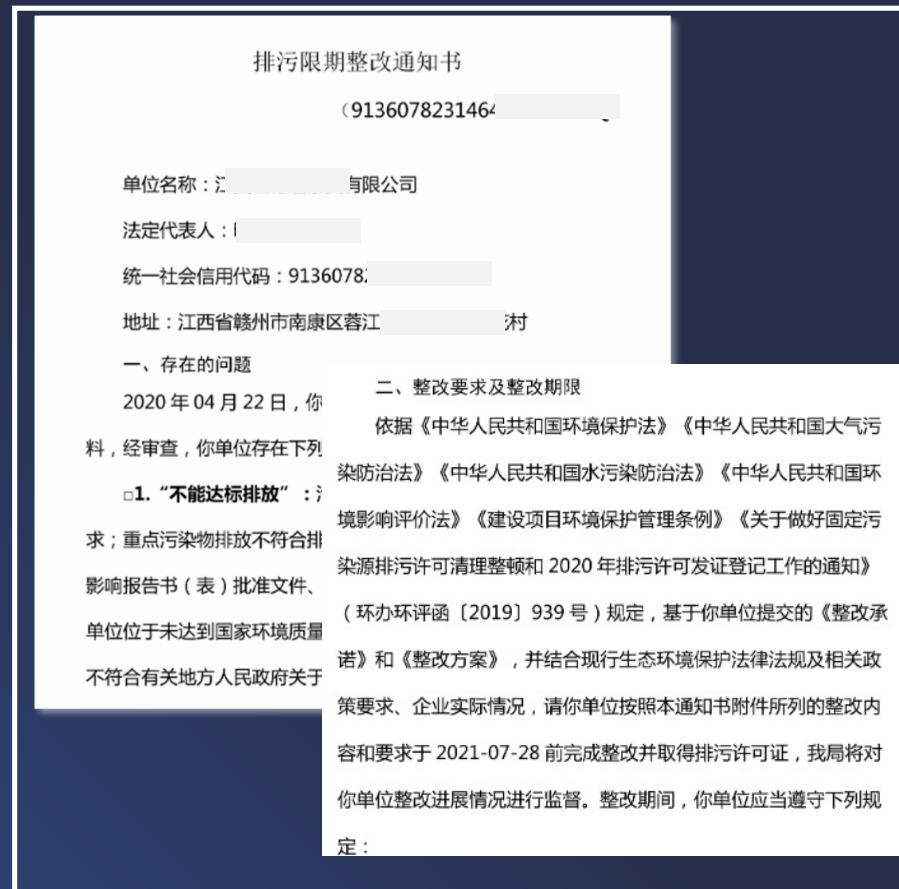 排污限期整改通知书
（913607823146
单位名称：江 有限公司
法定代表人：
统一社会信用代码：9136078
地址：江西省赣州市南康区蓉江 村
一、存在的问题
2020 年 04 月 22 日，你
料，经审查，你单位存在下列
□1.“不能达标排放”：
求；重点污染物排放不符合排
影响报告书（表）批准文件、
单位位于未达到国家环境质量
不符合有关地方人民政府关于
二、整改要求及整改期限
依据《中华人民共和国环境保护法》《中华人民共和国大气污
染防治法》《中华人民共和国水污染防治法》《中华人民共和国环
境影响评价法》《建设项目环境保护管理条例》《关于做好固定污
染源排污许可清理整顿和 2020 年排污许可发证登记工作的通知》
（环办环评函〔2019〕939 号）规定，基于你单位提交的《整改承
诺》和《整改方案》，并结合现行生态环境保护法律法规及相关政
策要求、企业实际情况，请你单位按照本通知书附件所列的整改内
容和要求于 2021-07-28 前完成整改并取得排污许可证，我局将对
你单位整改进展情况进行监督。整改期间，你单位应当遵守下列规
定：